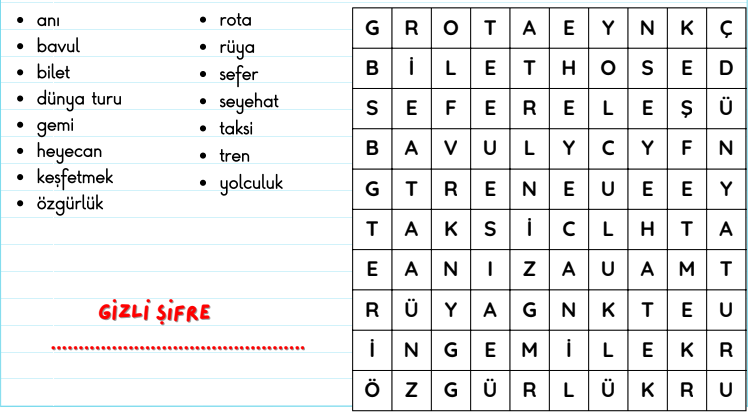 anı
bavul
bilet
dünya turu
gemi
heyecan
keşfetmek
özgürlük
rota
rüya
sefer
seyehat
taksi
tren
yolculuk
GİZLİ ŞİFRE
G R O T A E Y N K Ç
B İ L E T H O S E D
S E F E R E L E Ş Ü
B A V U L Y C Y F N
G T R E N E U E E Y
T A K S İ C L H T A
E A N I Z A U A M T
R Ü Y A G N K T E U
İ N G E M İ L E K R
Ö Z G Ü R L Ü K R U